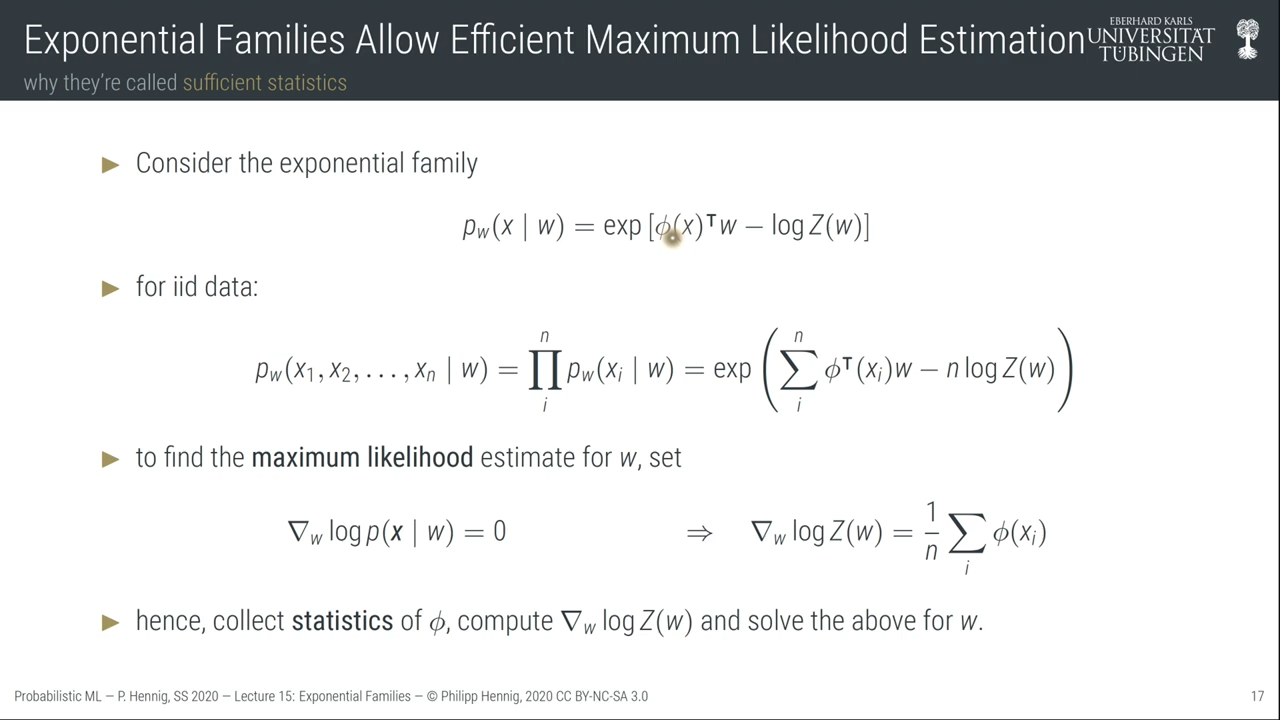 Exponential Families Allow Efficient Maximum Likelihood Estimation
EBERHARD KARLS
UNIVERSITÄT
TÜBINGEN
why they're called sufficient statistics
▶ Consider the exponential family
p_w(x | w) = exp [ϕ(x)ᵀw − log Z(w)]
▶ for iid data:
p_w(x₁, x₂, . . . , xₙ | w) = ∏_i^n p_w(x_i | w) = exp (∑_i^n ϕᵀ(x_i)w − n log Z(w))
▶ to find the maximum likelihood estimate for w, set
∇_w log p(x | w) = 0 ⇒ ∇_w log Z(w) = 1/n ∑_i ϕ(x_i)
▶ hence, collect statistics of ϕ, compute ∇_w log Z(w) and solve the above for w.
Probabilistic ML — P. Hennig, SS 2020 — Lecture 15: Exponential Families — © Philipp Hennig, 2020 CC BY-NC-SA 3.0 17